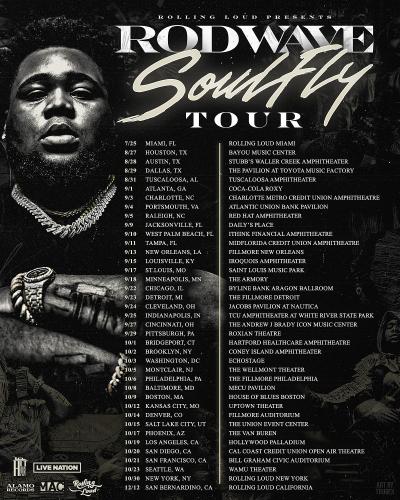 ROLLING LOUD PRESENTS
RODWAVE
SoulFly
TOUR
7/25 MIAMI, FL ROLLING LOUD MIAMI
8/27 HOUSTON, TX BAYOU MUSIC CENTER
8/28 AUSTIN, TX STUBB'S WALLER CREEK AMPHITHEATER
8/29 DALLAS, TX THE PAVILION AT TOYOTA MUSIC FACTORY
8/31 TUSCALOOSA, AL TUSCALOOSA AMPHITHEATER
9/1 ATLANTA, GA COCA-COLA ROXY
9/3 CHARLOTTE, NC CHARLOTTE METRO CREDIT UNION AMPHITHEATRE
9/4 PORTSMOUTH, VA ATLANTIC UNION BANK PAVILION
9/5 RALEIGH, NC RED HAT AMPHITHEATER
9/9 JACKSONVILLE, FL DAILY'S PLACE
9/10 WEST PALM BEACH, FL ITHINK FINANCIAL AMPHITHEATRE
9/11 TAMPA, FL MIDFLORIDA CREDIT UNION AMPHITHEATRE
9/13 NEW ORLEANS, LA FILLMORE NEW ORLEANS
9/15 LOUISVILLE, KY IROQUOIS AMPHITHEATER
9/17 ST.LOUIS, MO SAINT LOUIS MUSIC PARK
9/18 MINNEAPOLIS, MN THE ARMORY
9/22 CHICAGO, IL BYLINE BANK ARAGON BALLROOM
9/23 DETROIT, MI THE FILLMORE DETROIT
9/24 CLEVELAND, OH JACOBS PAVILION AT NAUTICA
9/25 INDIANAPOLIS, IN TCU AMPHITHEATER AT WHITE RIVER STATE PARK
9/27 CINCINNATI, OH THE ANDREW J BRADY ICON MUSIC CENTER
9/29 PITTSBURGH, PA ROXIAN THEATRE
10/1 BRIDGEPORT, CT HARTFORD HEALTHCARE AMPHITHEATRE
10/2 BROOKLYN, NY CONEY ISLAND AMPHITHEATER
10/3 WASHINGTON, DC ECHOSTAGE
10/5 MONTCLAIR, NJ THE WELLMONT THEATER
10/6 PHILADELPHIA, PA THE FILLMORE PHILADELPHIA
10/8 BALTIMORE, MD MECU PAVILION
10/9 BOSTON, MA HOUSE OF BLUES BOSTON
10/12 KANSAS CITY, MO UPTOWN THEATER
10/14 DENVER, CO FILLMORE AUDITORIUM
10/15 SALT LAKE CITY, UT THE UNION EVENT CENTER
10/17 PHOENIX, AZ THE VAN BUREN
10/19 LOS ANGELES, CA HOLLYWOOD PALLADIUM
10/20 SAN DIEGO, CA CAL COAST CREDIT UNION OPEN AIR THEATRE
10/21 SAN FRANCISCO, CA BILL GRAHAM CIVIC AUDITORIUM
10/23 SEATTLE, WA WAMU THEATER
10/30 NEW YORK, NY ROLLING LOUD NEW YORK
12/12 SAN BERNARDINO, CA ROLLING LOUD CALIFORNIA
ALAMO RECORDS
LIVE NATION
MAC
Rolling Loud